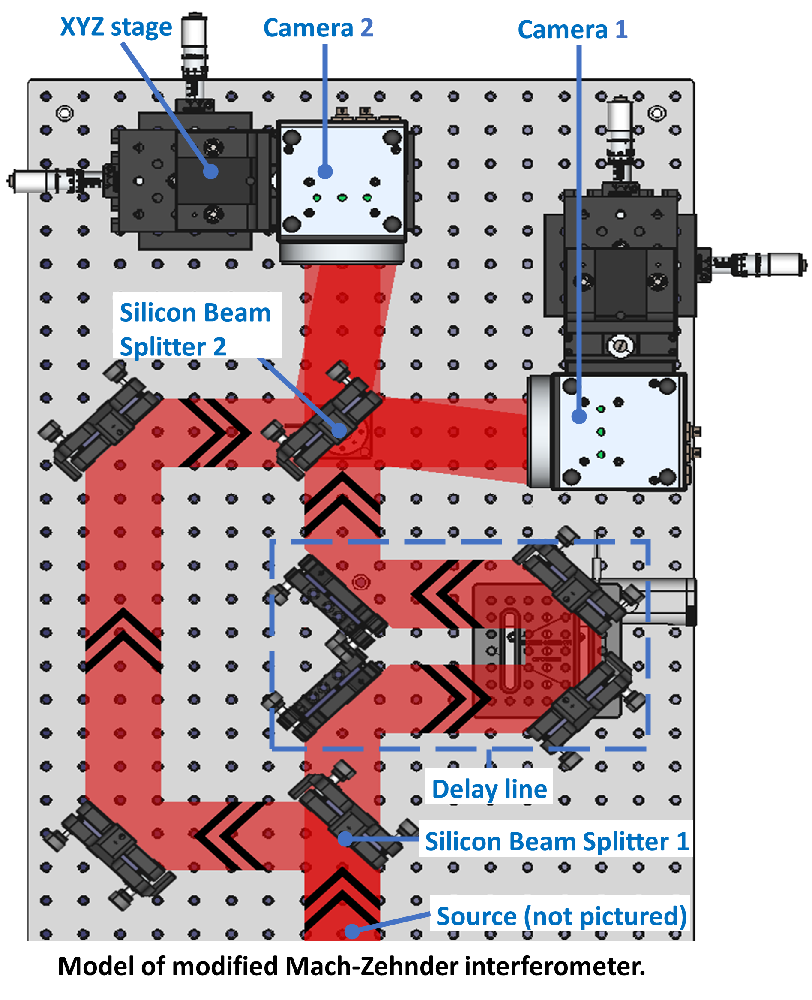 XYZ stage
Camera 2
Camera 1
Silicon Beam
Splitter 2
Delay line
Silicon Beam Splitter 1
Source (not pictured)
Model of modified Mach-Zehnder interferometer.